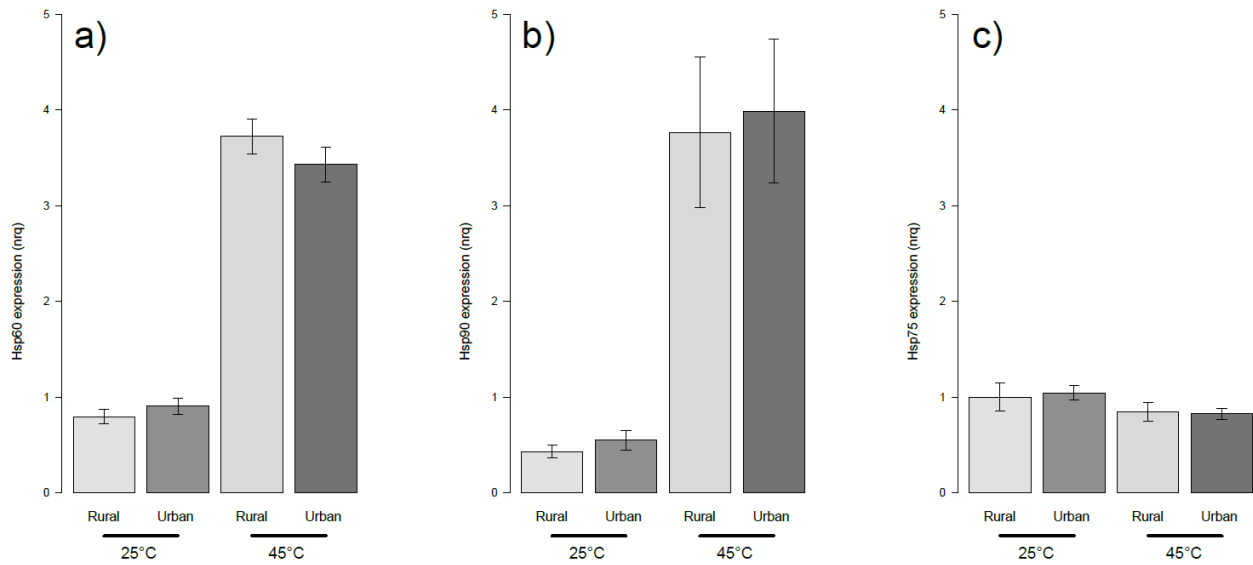 a)
Hsp60 expression (nrq)
5
4
3
2
1
0
Rural Urban Rural Urban
25°C 45°C
b)
Hsp90 expression (nrq)
5
4
3
2
1
0
Rural Urban Rural Urban
25°C 45°C
c)
Hsp75 expression (nrq)
5
4
3
2
1
0
Rural Urban Rural Urban
25°C 45°C